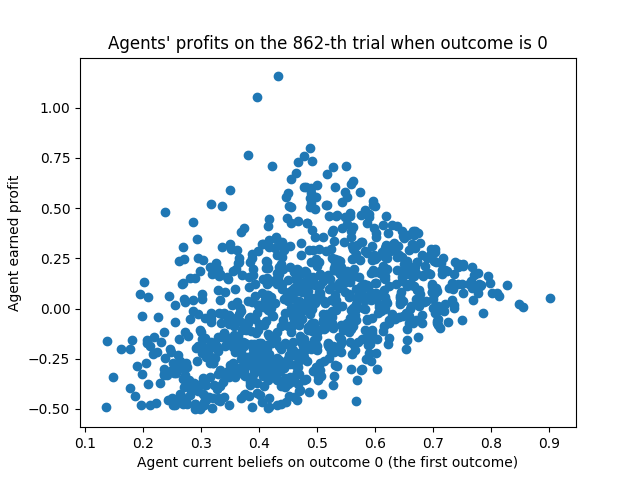 Agents' profits on the 862-th trial when outcome is 0
Agent earned profit
1.00
0.75
0.50
0.25
0.00
−0.25
−0.50
0.1 0.2 0.3 0.4 0.5 0.6 0.7 0.8 0.9
Agent current beliefs on outcome 0 (the first outcome)